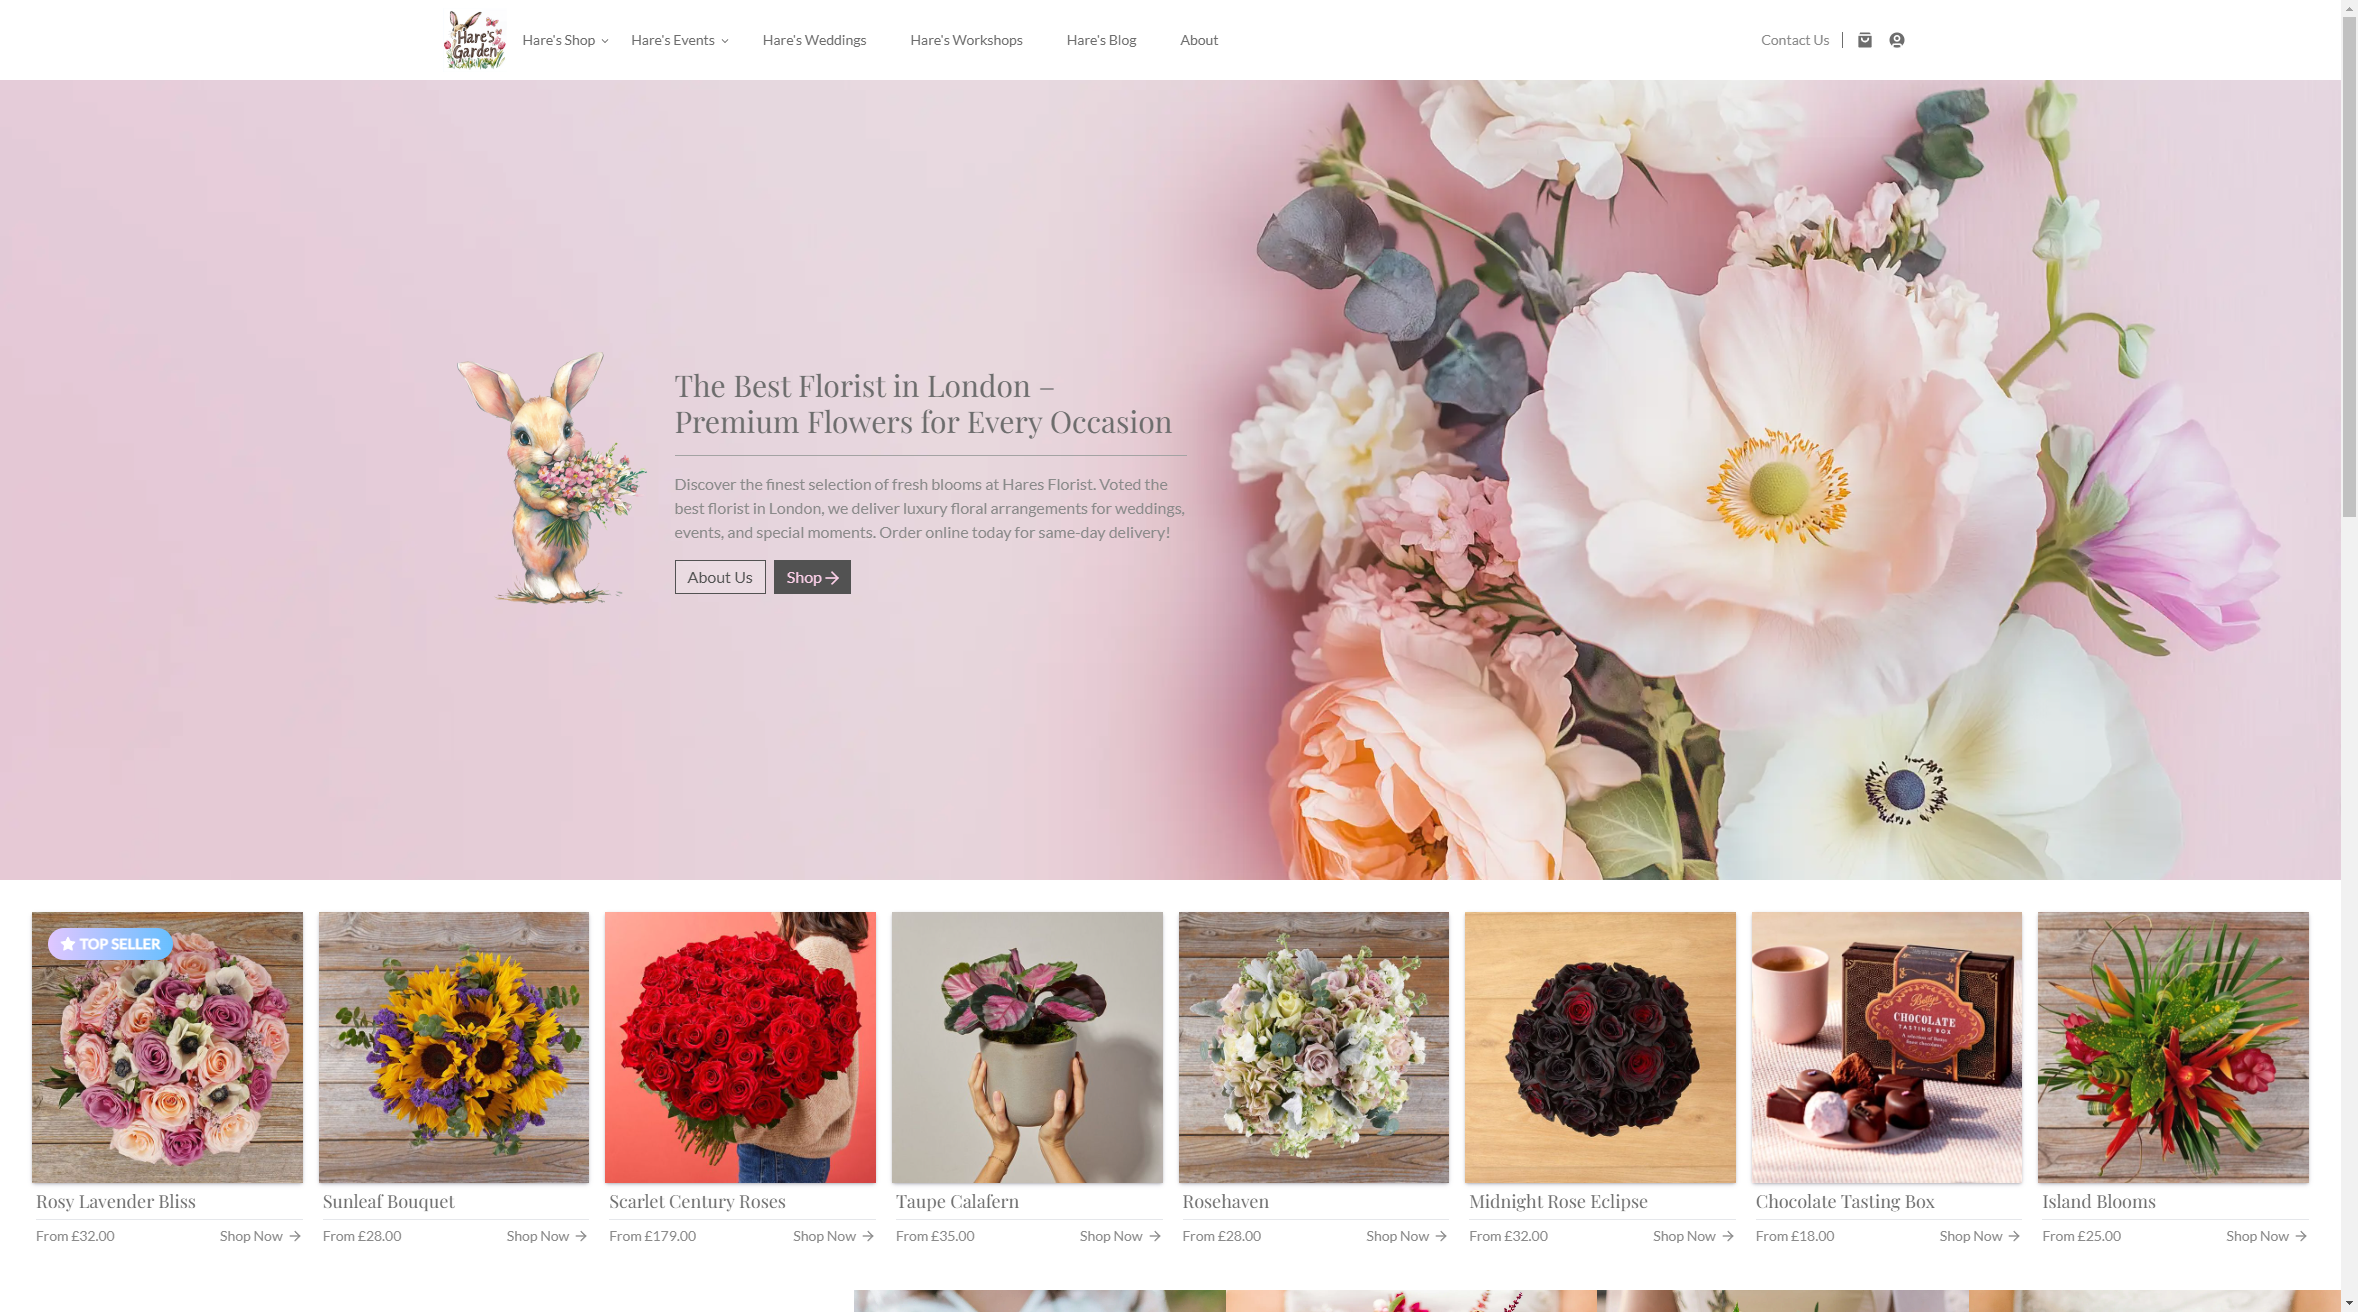 Hare's
Garden
Hare's Shop
Hare's Events
Hare's Weddings
Hare's Workshops
Hare's Blog
About
Contact Us
The Best Florist in London –
Premium Flowers for Every Occasion
Discover the finest selection of fresh blooms at Hares Florist. Voted the
best florist in London, we deliver luxury floral arrangements for weddings,
events, and special moments. Order online today for same-day delivery!
About Us
Shop
TOP SELLER
Bettys
CHOCOLATE
TASTING BOX
Rosy Lavender Bliss
From £32.00
Shop Now
Sunleaf Bouquet
From £28.00
Shop Now
Scarlet Century Roses
From £179.00
Shop Now
Taupe Calafern
From £35.00
Shop Now
Rosehaven
From £28.00
Shop Now
Midnight Rose Eclipse
From £32.00
Shop Now
Chocolate Tasting Box
From £18.00
Shop Now
Island Blooms
From £25.00
Shop Now